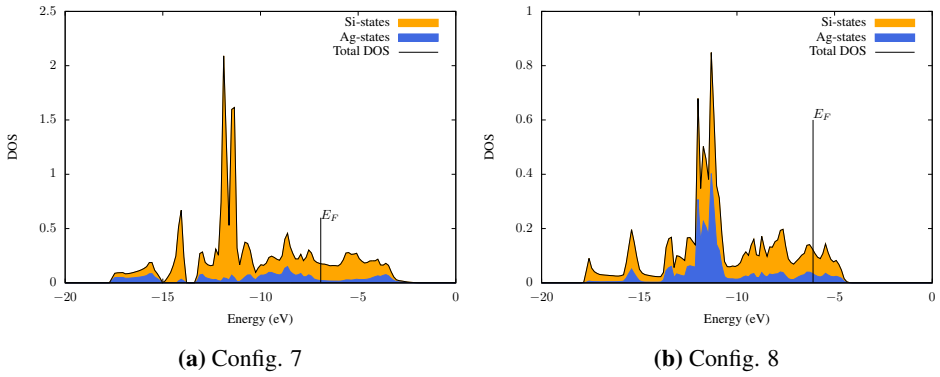 2.5
2
1.5
1
0.5
0
DOS
Si-states
Ag-states
Total DOS
E_F
−20
−15
−10
−5
0
Energy (eV)
(a) Config. 7
1
0.8
0.6
0.4
0.2
0
DOS
Si-states
Ag-states
Total DOS
E_F
−20
−15
−10
−5
0
Energy (eV)
(b) Config. 8